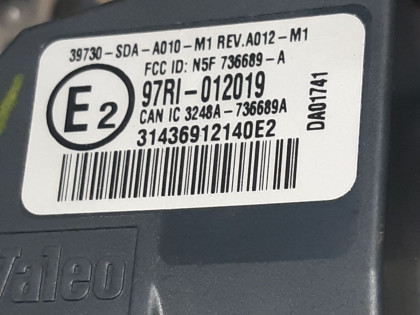 39730-SDA-A010-M1 REV.A012-M1
FCC ID: N5F 736689-A
E2
97RI-012019
CAN IC 3248A-736689A
31436912140E2
DA01741
Valeo